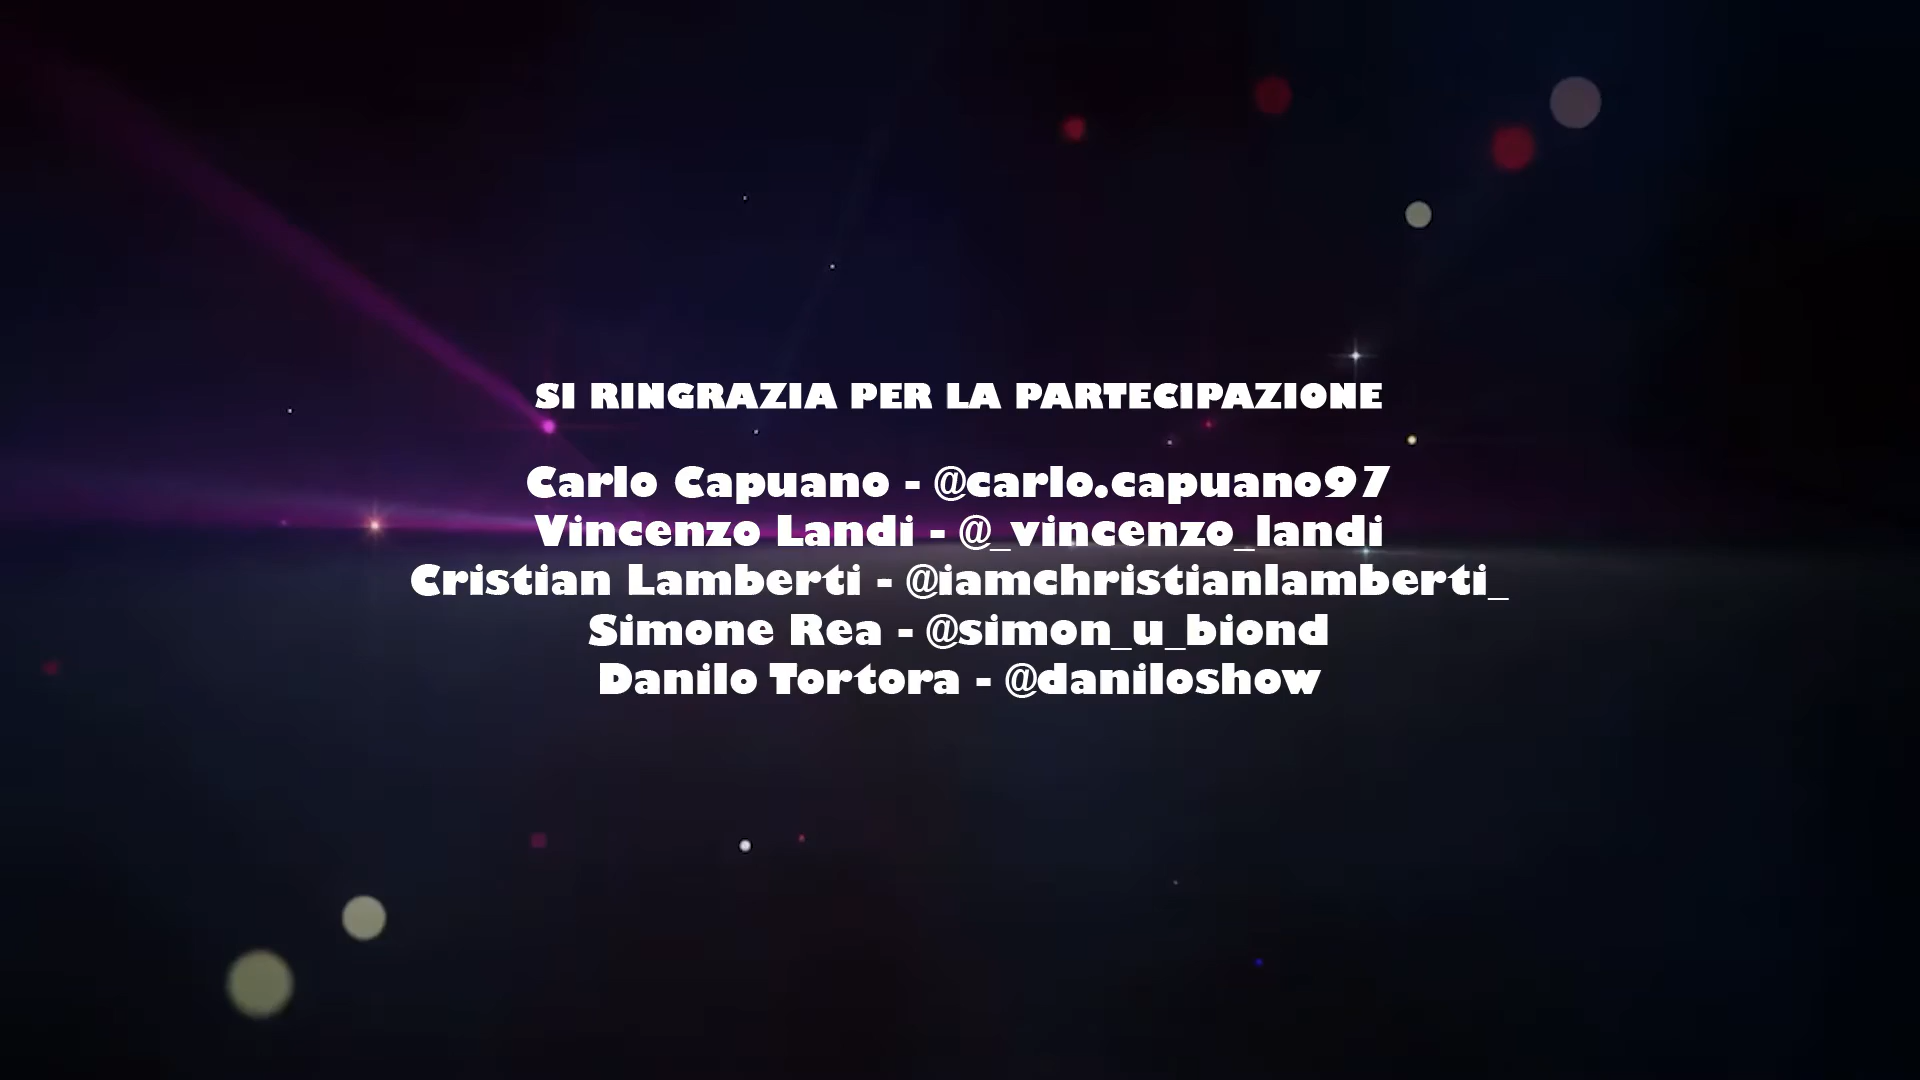 SI RINGRAZIA PER LA PARTECIPAZIONE
Carlo Capuano - @carlo.capuano97
Vincenzo Landi - @_vincenzo_landi
Cristian Lamberti - @iamchristianlamberti_
Simone Rea - @simon_u_biond
Danilo Tortora - @daniloshow